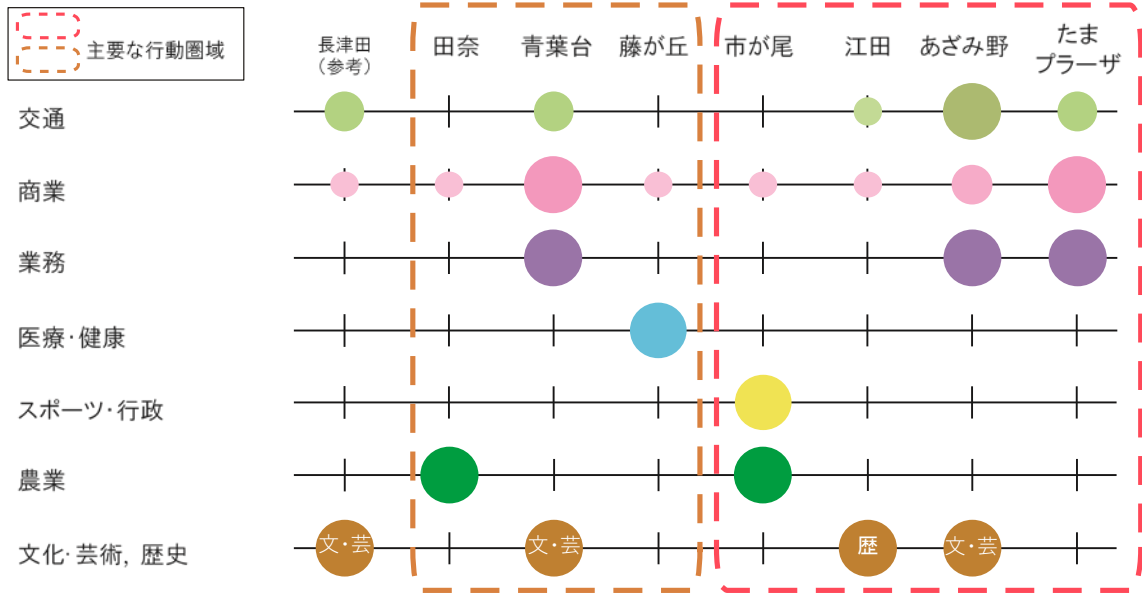 主要な行動圏域
長津田
（参考）
田奈
青葉台
藤が丘
市が尾
江田
あざみ野
たま
プラーザ
交通
商業
業務
医療・健康
スポーツ・行政
農業
文化・芸術，歴史
文・芸
文・芸
歴
文・芸